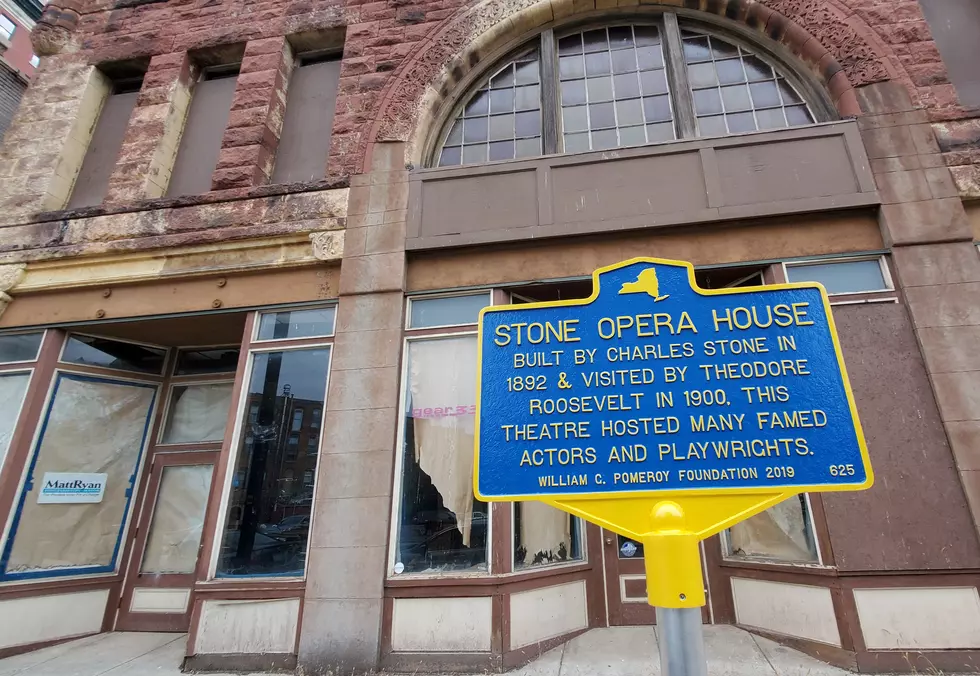 STONE OPERA HOUSE
BUILT BY CHARLES STONE IN
1892 & VISITED BY THEODORE
ROOSEVELT IN 1900. THIS
THEATRE HOSTED MANY FAMED
ACTORS AND PLAYWRIGHTS.
WILLIAM G. POMEROY FOUNDATION 2019 625
MattRyan